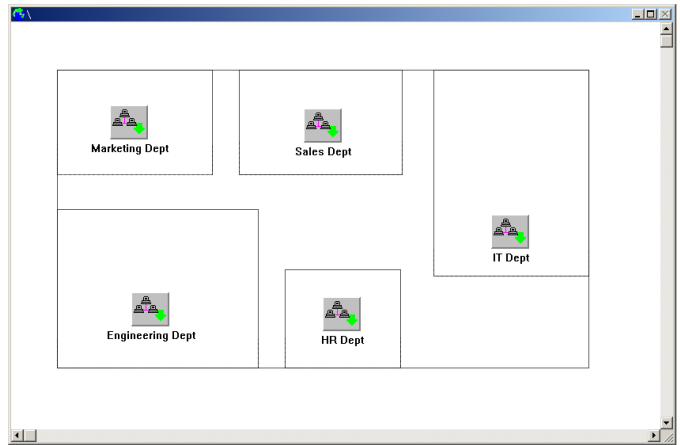 \
Marketing Dept
Sales Dept
IT Dept
Engineering Dept
HR Dept